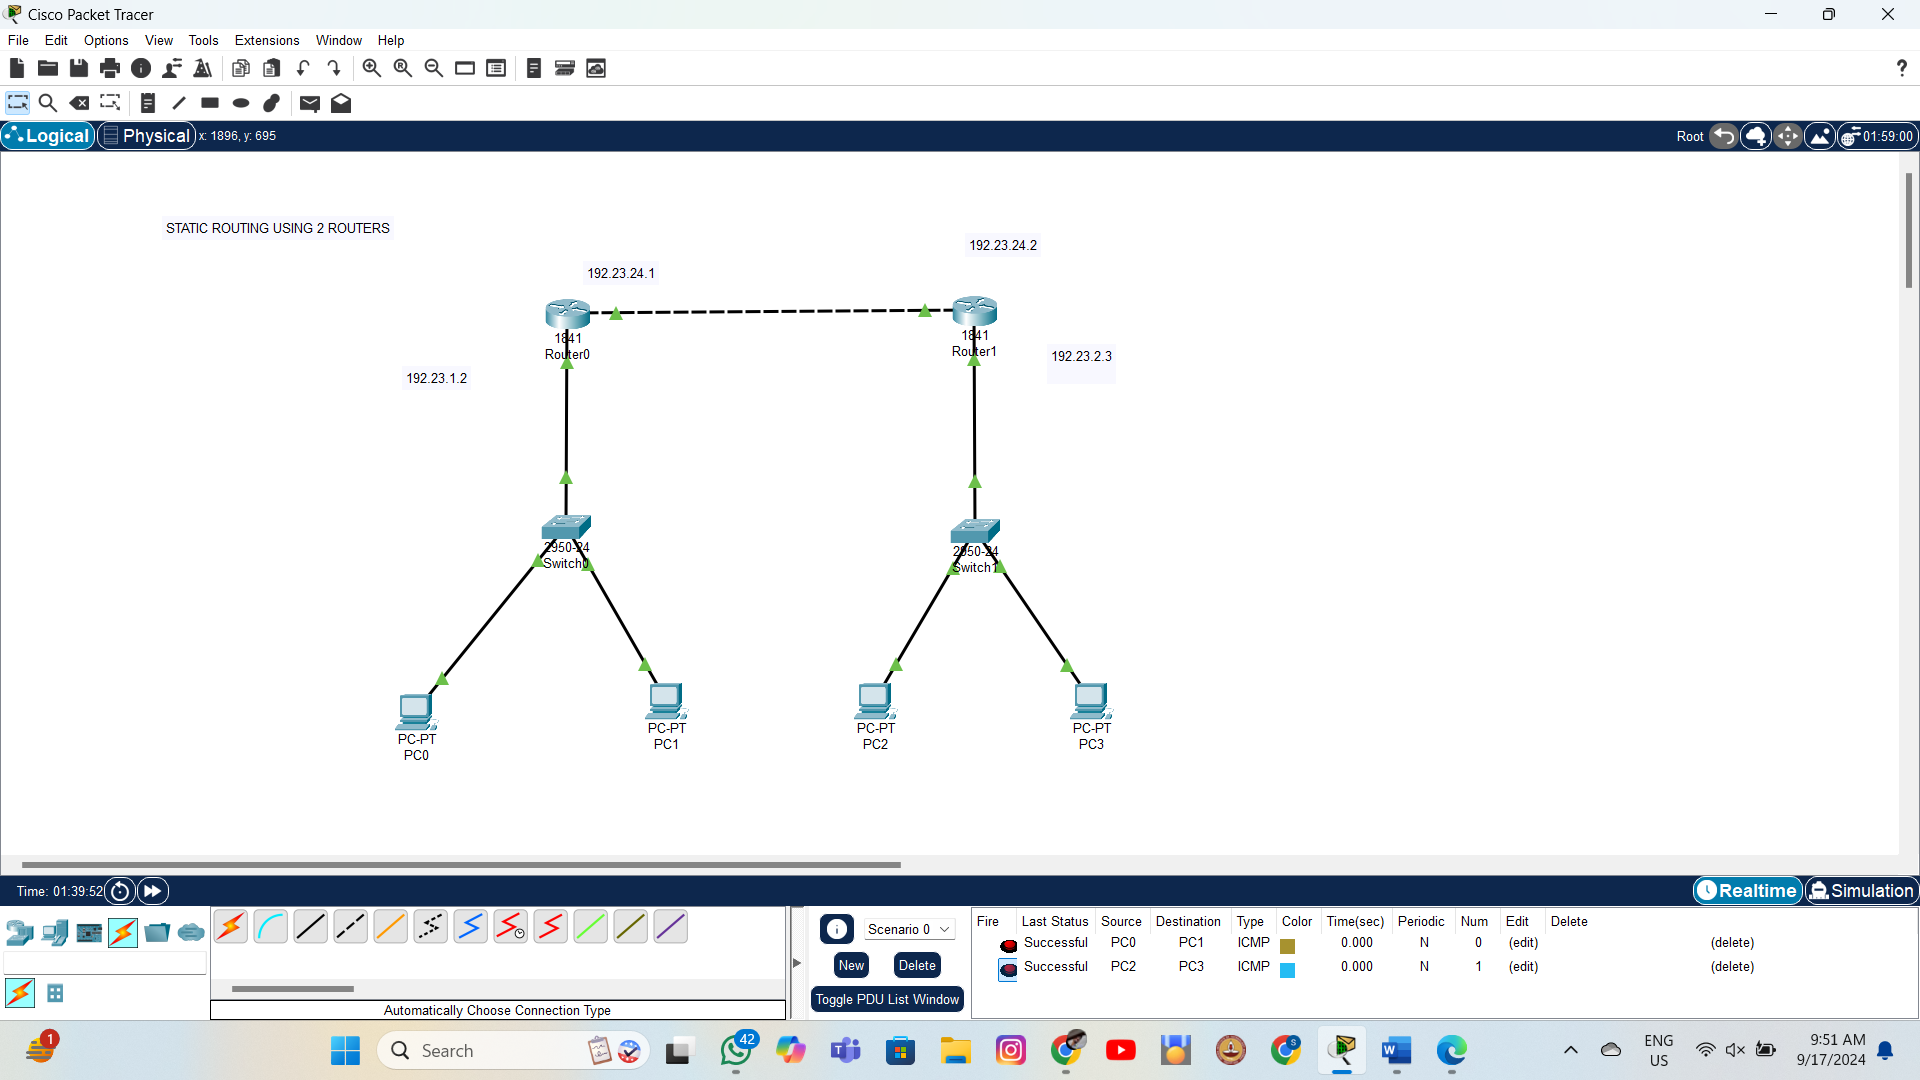 Cisco Packet Tracer
File Edit Options View Tools Extensions Window Help
?
Logical Physical x: 1896, y: 695 Root 01:59:00
STATIC ROUTING USING 2 ROUTERS
192.23.24.2
192.23.24.1
1841
Router0
1841
Router1
192.23.2.3
192.23.1.2
2950-24
Switch0
2950-24
Switch1
PC-PT
PC0
PC-PT
PC1
PC-PT
PC2
PC-PT
PC3
Time: 01:39:52 Realtime Simulation
Scenario 0
New Delete
Toggle PDU List Window
Fire Last Status Source Destination Type Color Time(sec) Periodic Num Edit Delete
Successful PC0 PC1 ICMP 0.000 N 0 (edit) (delete)
Successful PC2 PC3 ICMP 0.000 N 1 (edit) (delete)
Automatically Choose Connection Type
1
Search
42
S
ENG
US
9:51 AM
9/17/2024